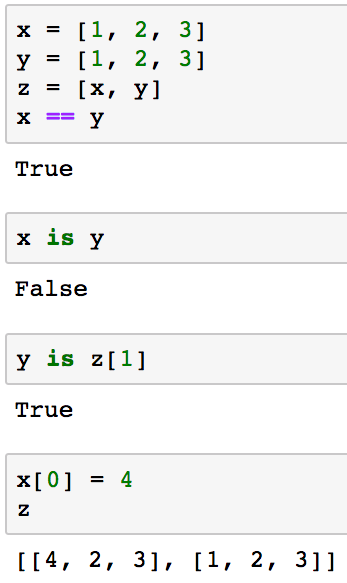 x = [1, 2, 3]
y = [1, 2, 3]
z = [x, y]
x == y
True
x is y
False
y is z[1]
True
x[0] = 4
z
[[4, 2, 3], [1, 2, 3]]